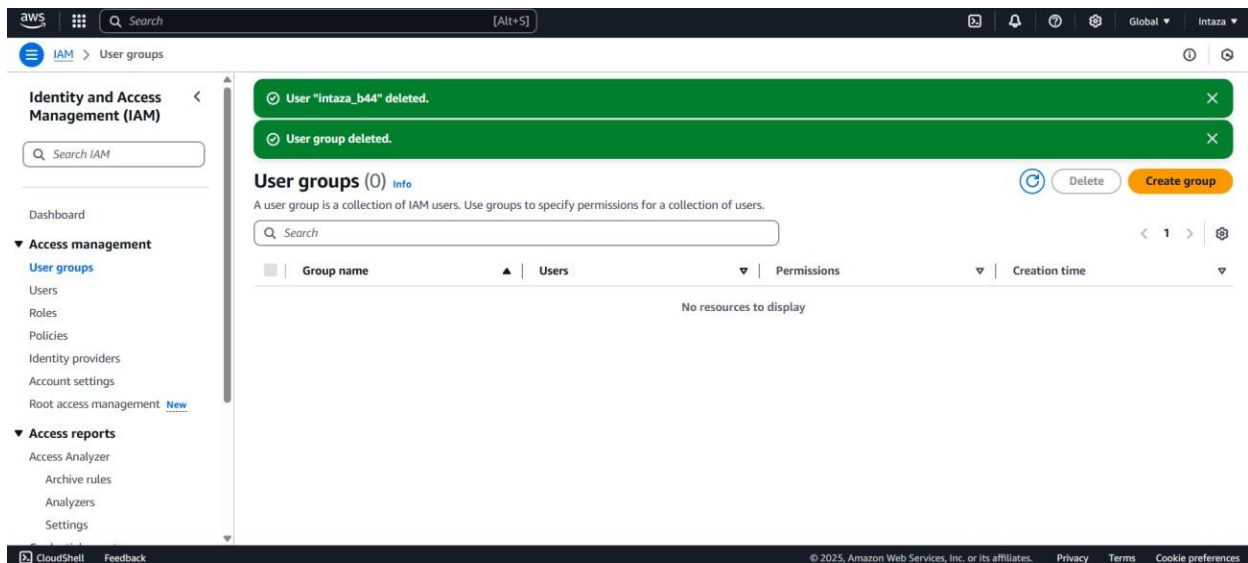 aws Search [Alt+S] Global Intaza
IAM > User groups
Identity and Access Management (IAM)
Search IAM
Dashboard
Access management
User groups
Users
Roles
Policies
Identity providers
Account settings
Root access management New
Access reports
Access Analyzer
Archive rules
Analyzers
Settings
User "intaza_b44" deleted.
User group deleted.
User groups (0) Info
Delete Create group
A user group is a collection of IAM users. Use groups to specify permissions for a collection of users.
Search
1
Group name Users Permissions Creation time
No resources to display
CloudShell Feedback © 2025, Amazon Web Services, Inc. or its affiliates. Privacy Terms Cookie preferences